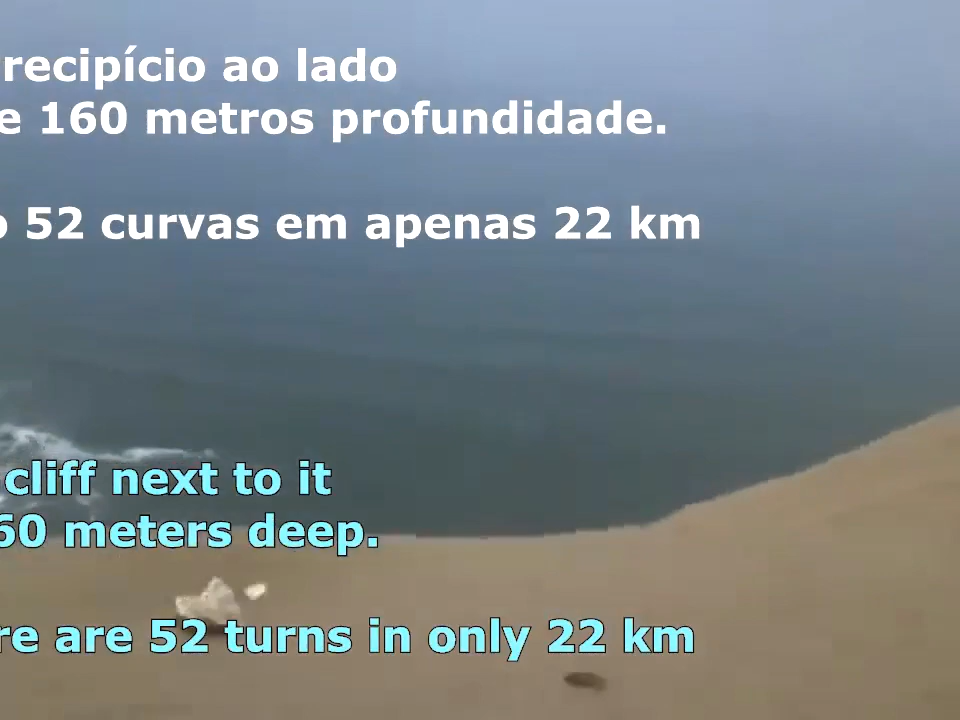 recipício ao lado
e 160 metros profundidade.
o 52 curvas em apenas 22 km
cliff next to it
60 meters deep.
re are 52 turns in only 22 km